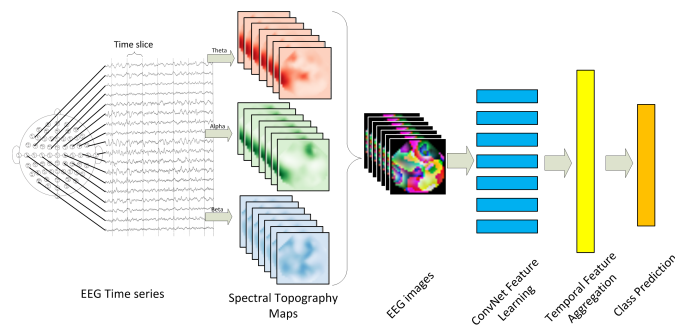 Time slice
Theta
Alpha
Beta
EEG Time series
Spectral Topography
Maps
EEG images
ConvNet Feature
Learning
Temporal Feature
Aggregation
Class Prediction